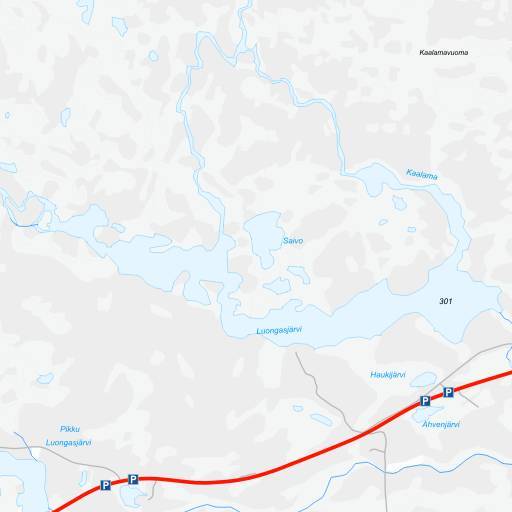 Kaalamavuoma
Kaalama
Saivo
301
Luongasjärvi
Haukijärvi
P
P
Ahvenjärvi
Pikku
Luongasjärvi
P
P